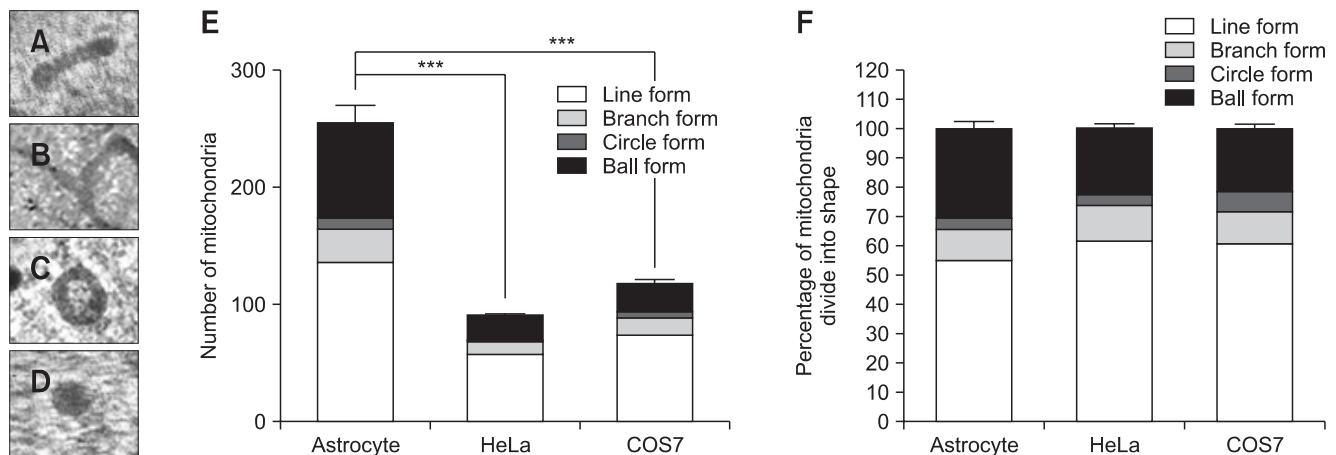 A
B
C
D
E
***
***
Number of mitochondria
300
200
100
0
Line form
Branch form
Circle form
Ball form
Astrocyte
HeLa
COS7
F
Line form
Branch form
Circle form
Ball form
Percentage of mitochondria
divide into shape
120
110
100
90
80
70
60
50
40
30
20
10
0
Astrocyte
HeLa
COS7